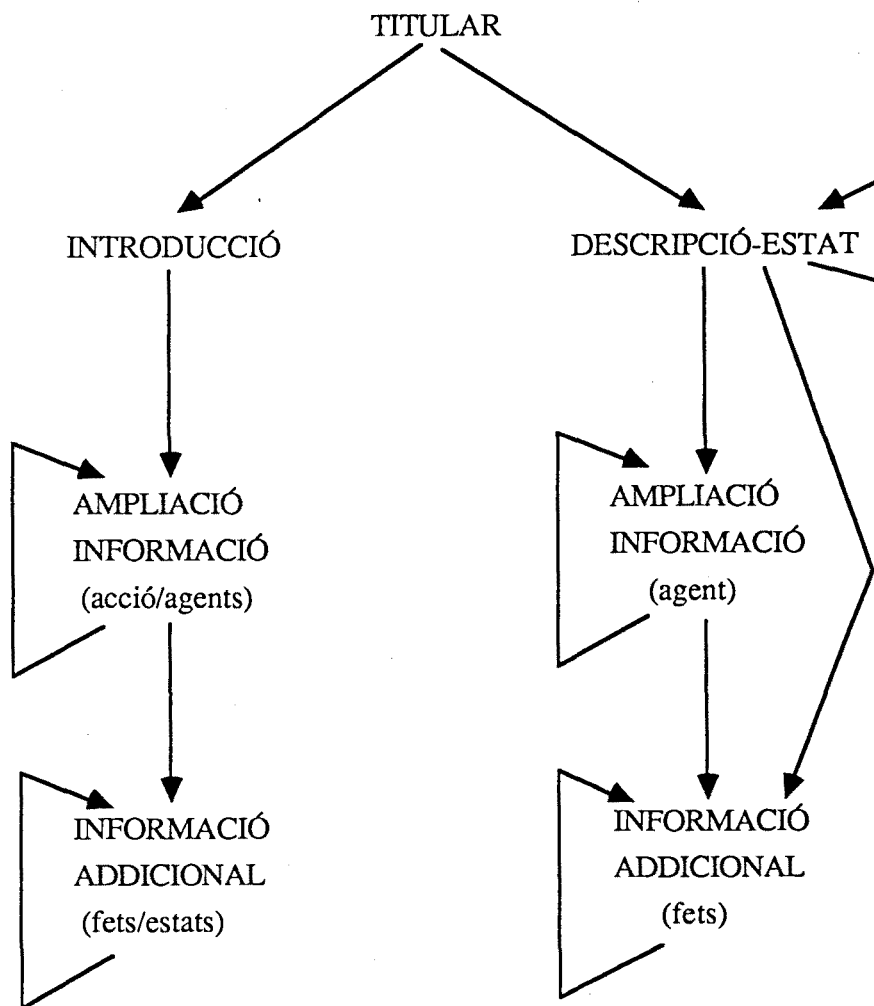 TITULAR
INTRODUCCIÓ
DESCRIPCIÓ-ESTAT
AMPLIACIÓ
INFORMACIÓ
(acció/agents)
AMPLIACIÓ
INFORMACIÓ
(agent)
INFORMACIÓ
ADDICIONAL
(fets/estats)
INFORMACIÓ
ADDICIONAL
(fets)